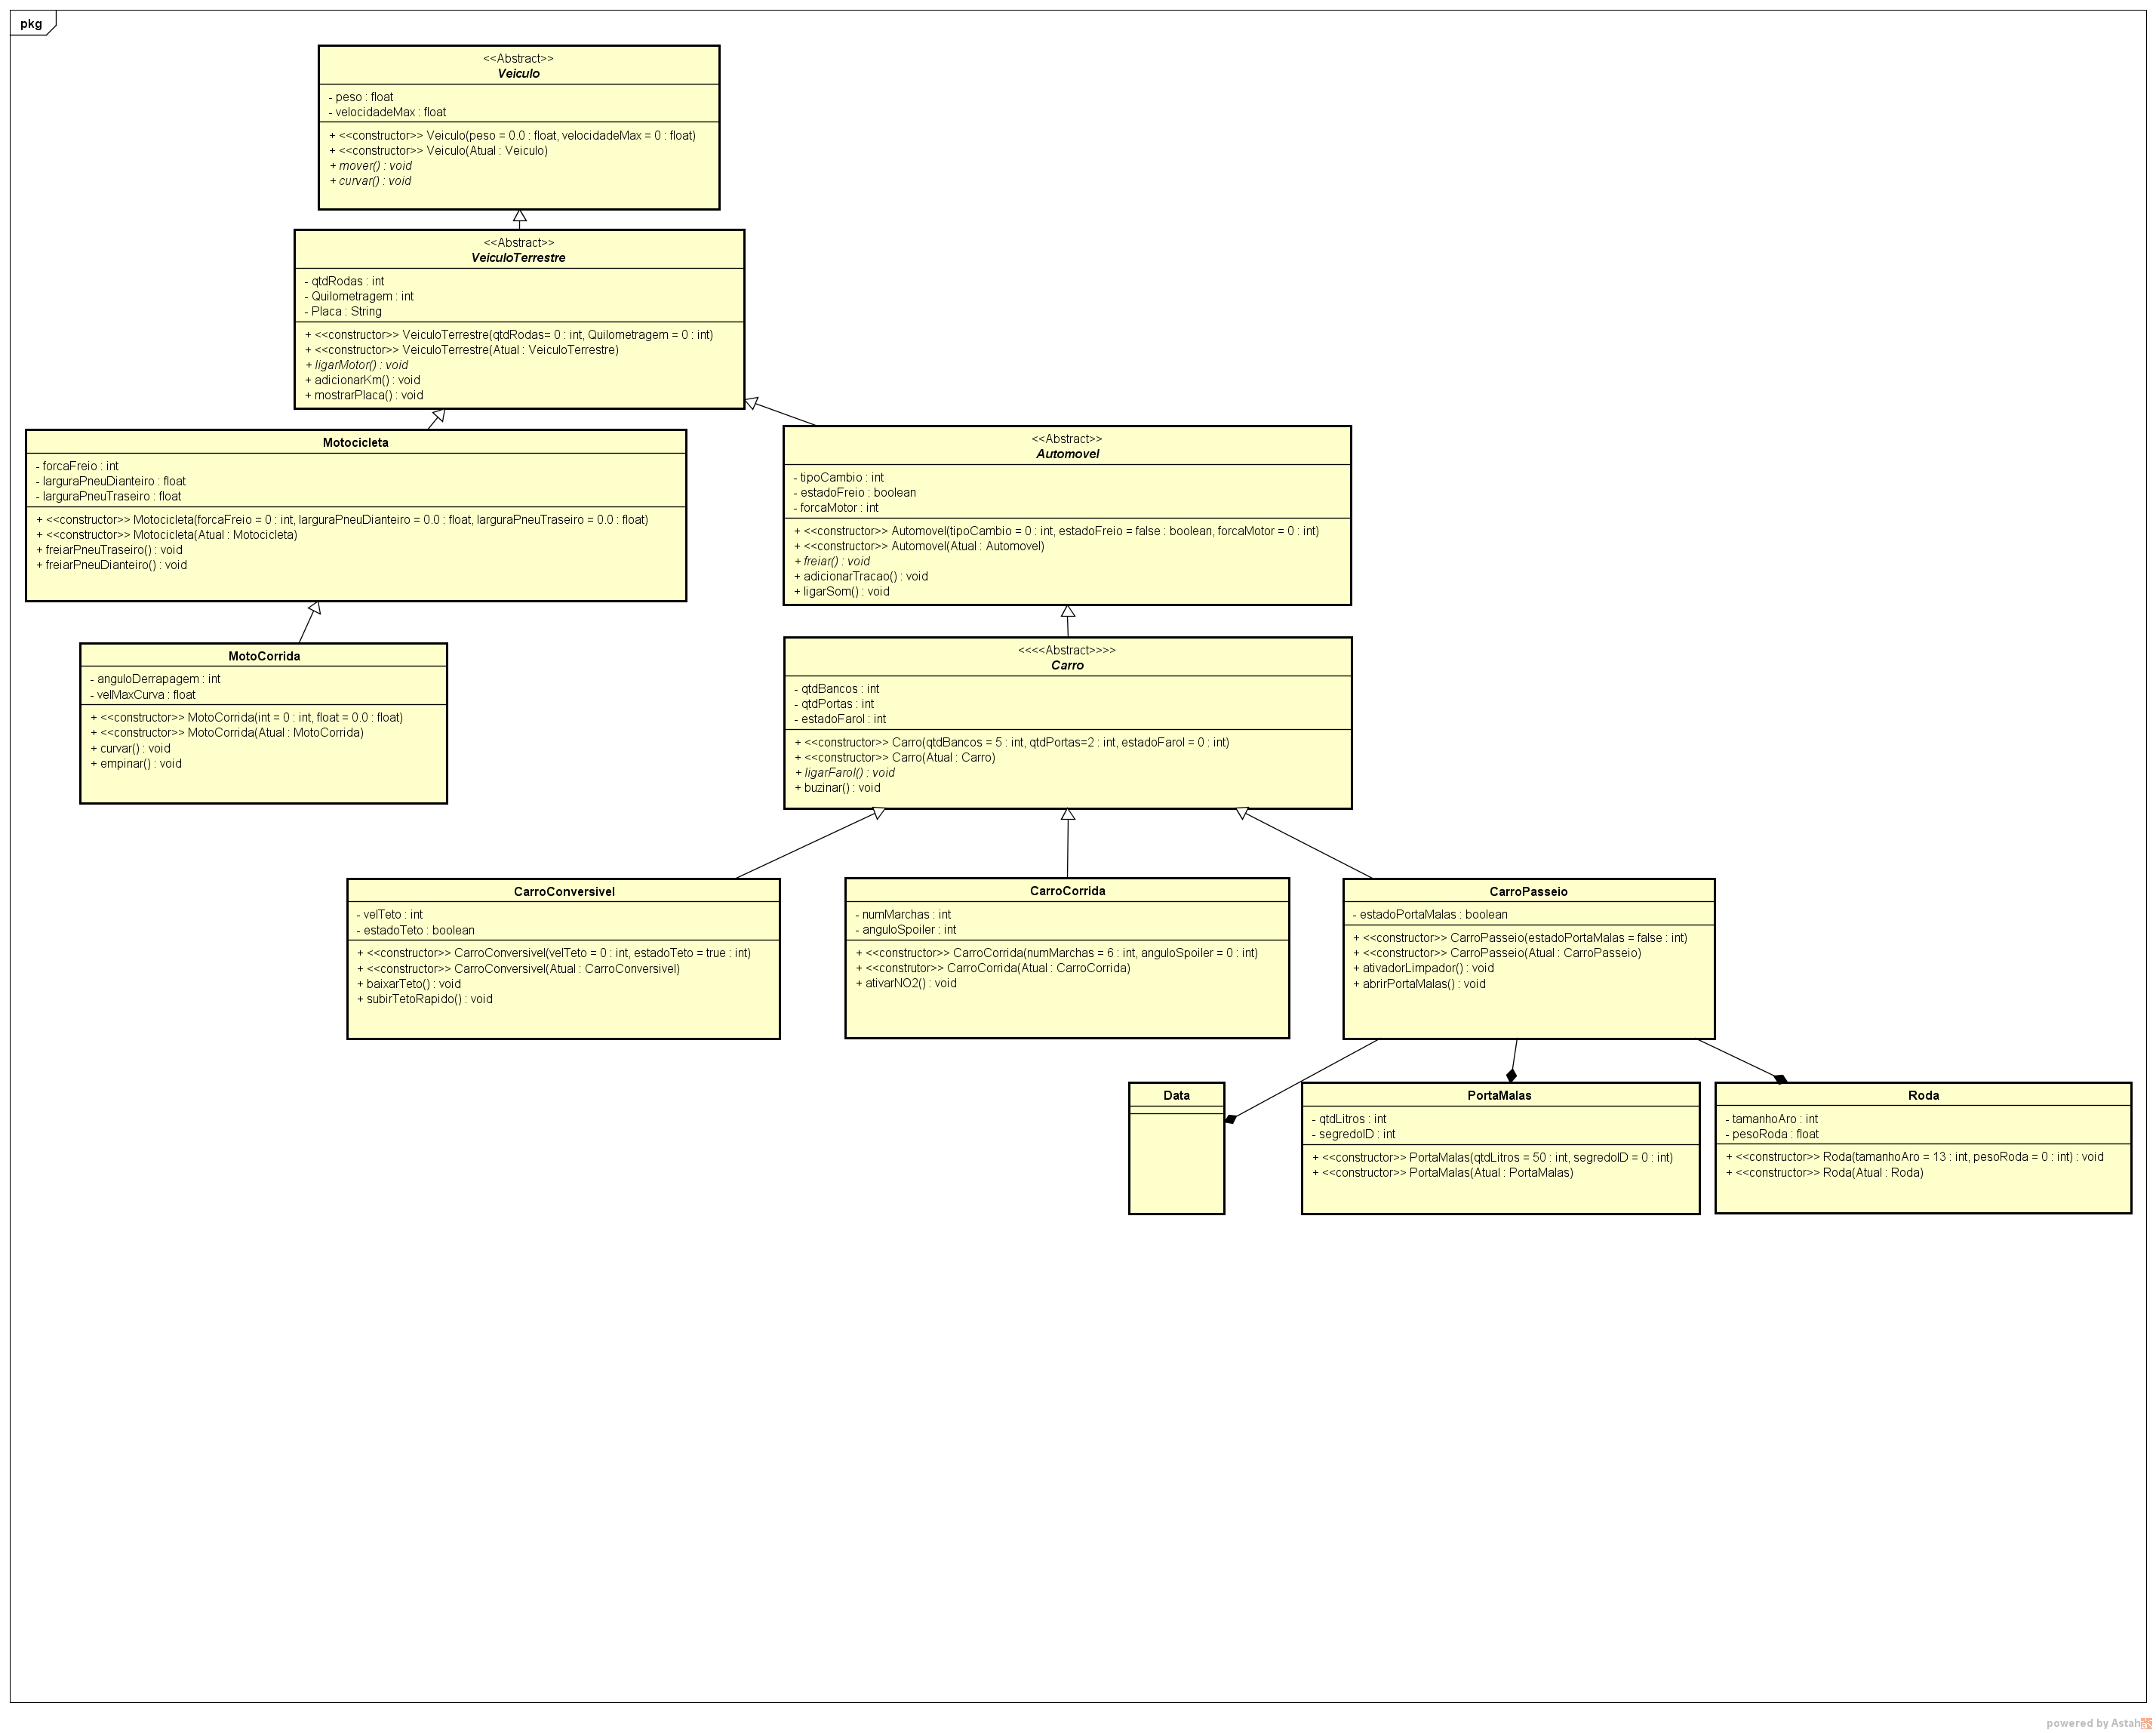 pkg
<<Abstract>>
Veiculo
- peso : float
- velocidadeMax : float
+ <<constructor>> Veiculo(peso = 0.0 : float, velocidadeMax = 0 : float)
+ <<constructor>> Veiculo(Atual : Veiculo)
+ mover() : void
+ curvar() : void
<<Abstract>>
VeiculoTerrestre
- qtdRodas : int
- Quilometragem : int
- Placa : String
+ <<constructor>> VeiculoTerrestre(qtdRodas= 0 : int, Quilometragem = 0 : int)
+ <<constructor>> VeiculoTerrestre(Atual : VeiculoTerrestre)
+ ligarMotor() : void
+ adicionarKm() : void
+ mostrarPlaca() : void
Motocicleta
- forcaFreio : int
- larguraPneuDianteiro : float
- larguraPneuTraseiro : float
+ <<constructor>> Motocicleta(forcaFreio = 0 : int, larguraPneuDianteiro = 0.0 : float, larguraPneuTraseiro = 0.0 : float)
+ <<constructor>> Motocicleta(Atual : Motocicleta)
+ freiarPneuTraseiro() : void
+ freiarPneuDianteiro() : void
<<Abstract>>
Automovel
- tipoCambio : int
- estadoFreio : boolean
- forcaMotor : int
+ <<constructor>> Automovel(tipoCambio = 0 : int, estadoFreio = false : boolean, forcaMotor = 0 : int)
+ <<constructor>> Automovel(Atual : Automovel)
+ freiar() : void
+ adicionarTracao() : void
+ ligarSom() : void
MotoCorrida
- anguloDerrapagem : int
- velMaxCurva : float
+ <<constructor>> MotoCorrida(int = 0 : int, float = 0.0 : float)
+ <<constructor>> MotoCorrida(Atual : MotoCorrida)
+ curvar() : void
+ empinar() : void
<<<<Abstract>>>>
Carro
- qtdBancos : int
- qtdPortas : int
- estadoFarol : int
+ <<constructor>> Carro(qtdBancos = 5 : int, qtdPortas=2 : int, estadoFarol = 0 : int)
+ <<constructor>> Carro(Atual : Carro)
+ ligarFarol() : void
+ buzinar() : void
CarroConversivel
- velTeto : int
- estadoTeto : boolean
+ <<constructor>> CarroConversivel(velTeto = 0 : int, estadoTeto = true : int)
+ <<constructor>> CarroConversivel(Atual : CarroConversivel)
+ baixarTeto() : void
+ subirTetoRapido() : void
CarroCorrida
- numMarchas : int
- anguloSpoiler : int
+ <<constructor>> CarroCorrida(numMarchas = 6 : int, anguloSpoiler = 0 : int)
+ <<construtor>> CarroCorrida(Atual : CarroCorrida)
+ ativarNO2() : void
CarroPasseio
- estadoPortaMalas : boolean
+ <<constructor>> CarroPasseio(estadoPortaMalas = false : int)
+ <<constructor>> CarroPasseio(Atual : CarroPasseio)
+ ativadorLimpador() : void
+ abrirPortaMalas() : void
Data
PortaMalas
- qtdLitros : int
- segredoID : int
+ <<constructor>> PortaMalas(qtdLitros = 50 : int, segredoID = 0 : int)
+ <<constructor>> PortaMalas(Atual : PortaMalas)
Roda
- tamanhoAro : int
- pesoRoda : float
+ <<constructor>> Roda(tamanhoAro = 13 : int, pesoRoda = 0 : int) : void
+ <<constructor>> Roda(Atual : Roda)
powered by Astah